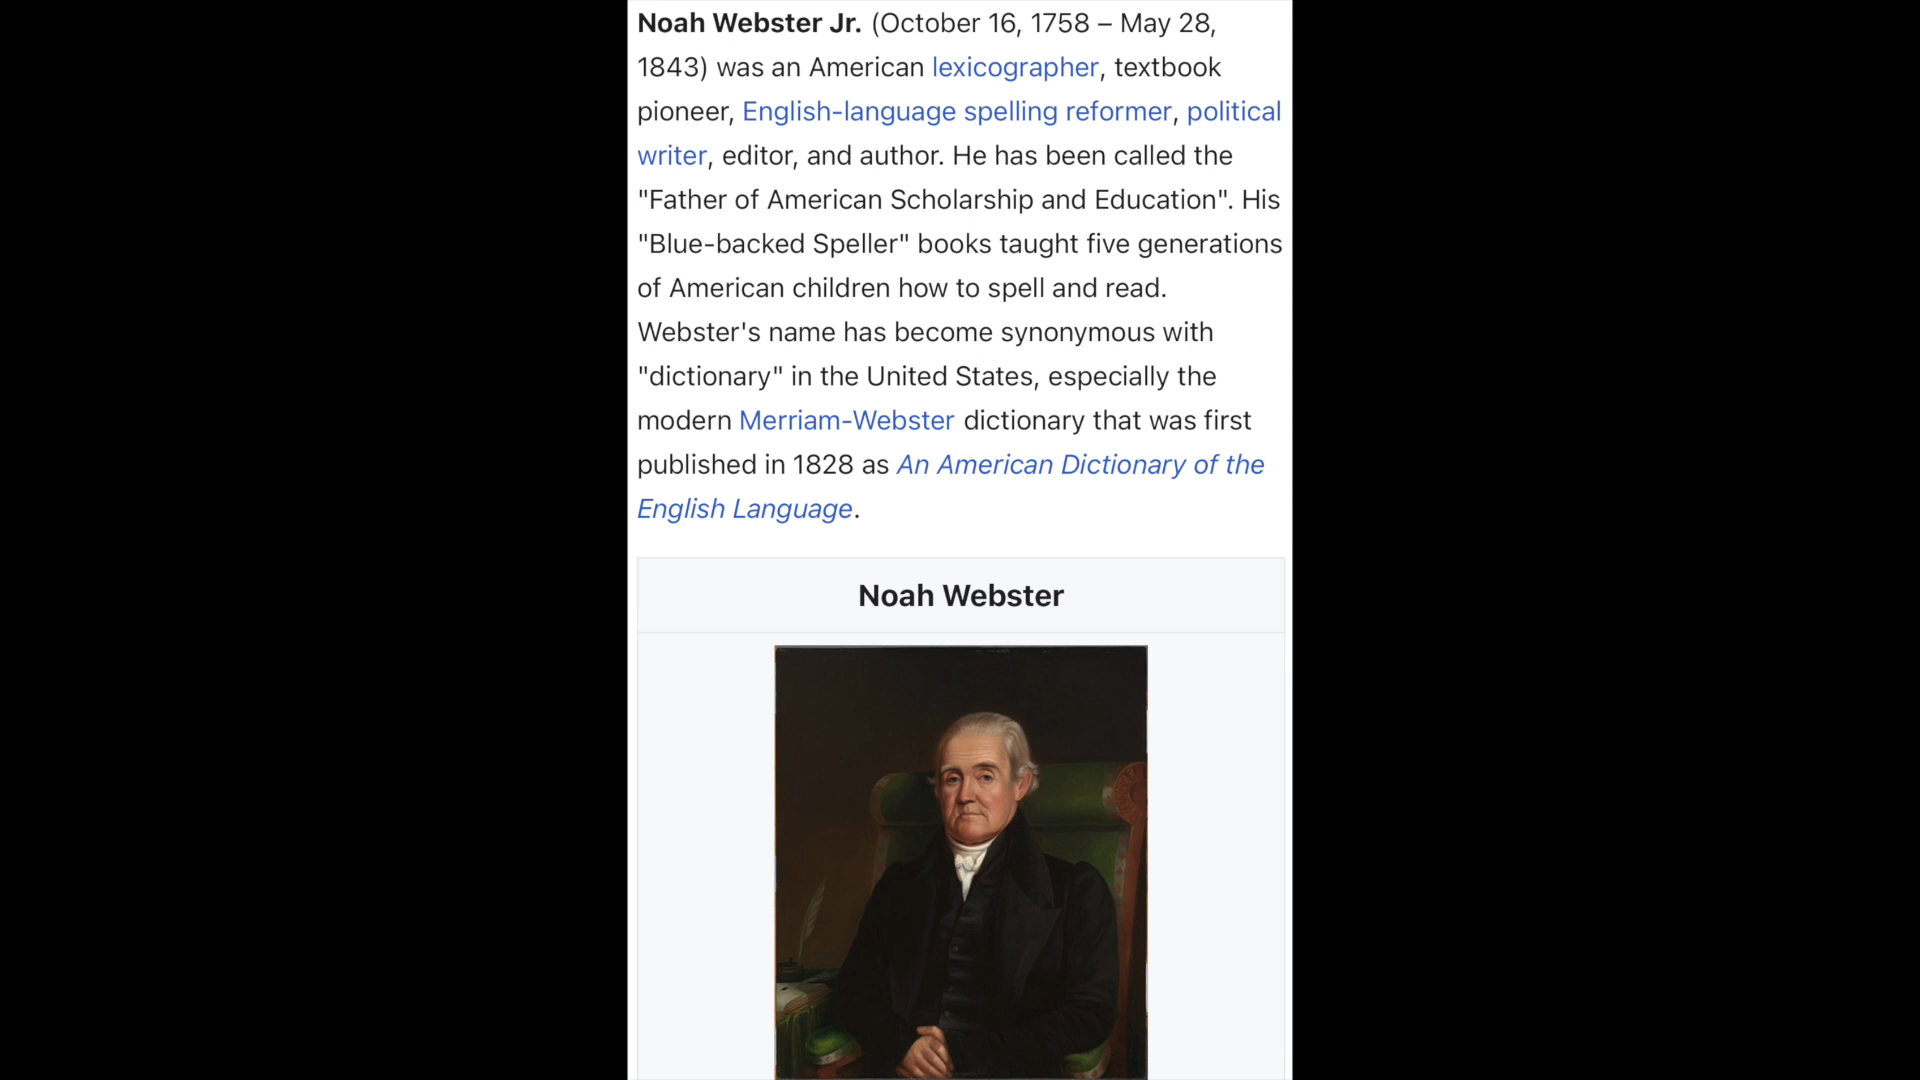 Noah Webster Jr. (October 16, 1758 – May 28,
1843) was an American lexicographer, textbook
pioneer, English-language spelling reformer, political
writer, editor, and author. He has been called the
"Father of American Scholarship and Education". His
"Blue-backed Speller" books taught five generations
of American children how to spell and read.
Webster's name has become synonymous with
"dictionary" in the United States, especially the
modern Merriam-Webster dictionary that was first
published in 1828 as An American Dictionary of the
English Language.
Noah Webster